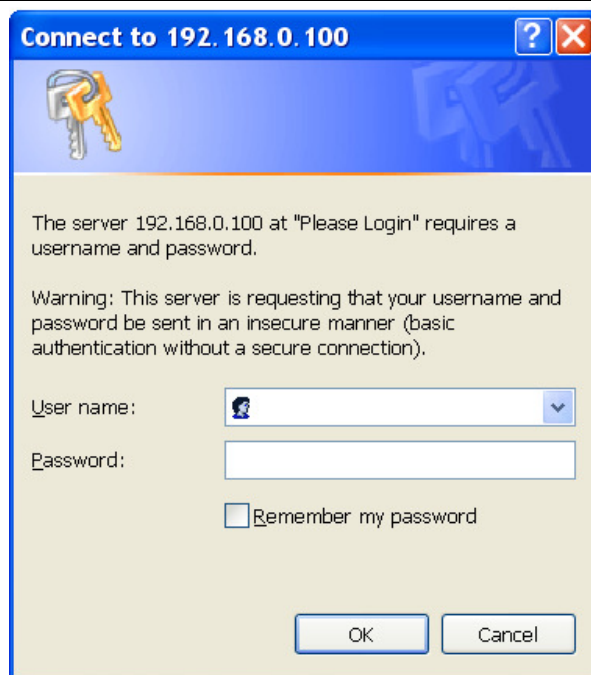 Connect to 192.168.0.100
The server 192.168.0.100 at "Please Login" requires a
username and password.
Warning: This server is requesting that your username and
password be sent in an insecure manner (basic
authentication without a secure connection).
User name:
Password:
Remember my password
OK Cancel